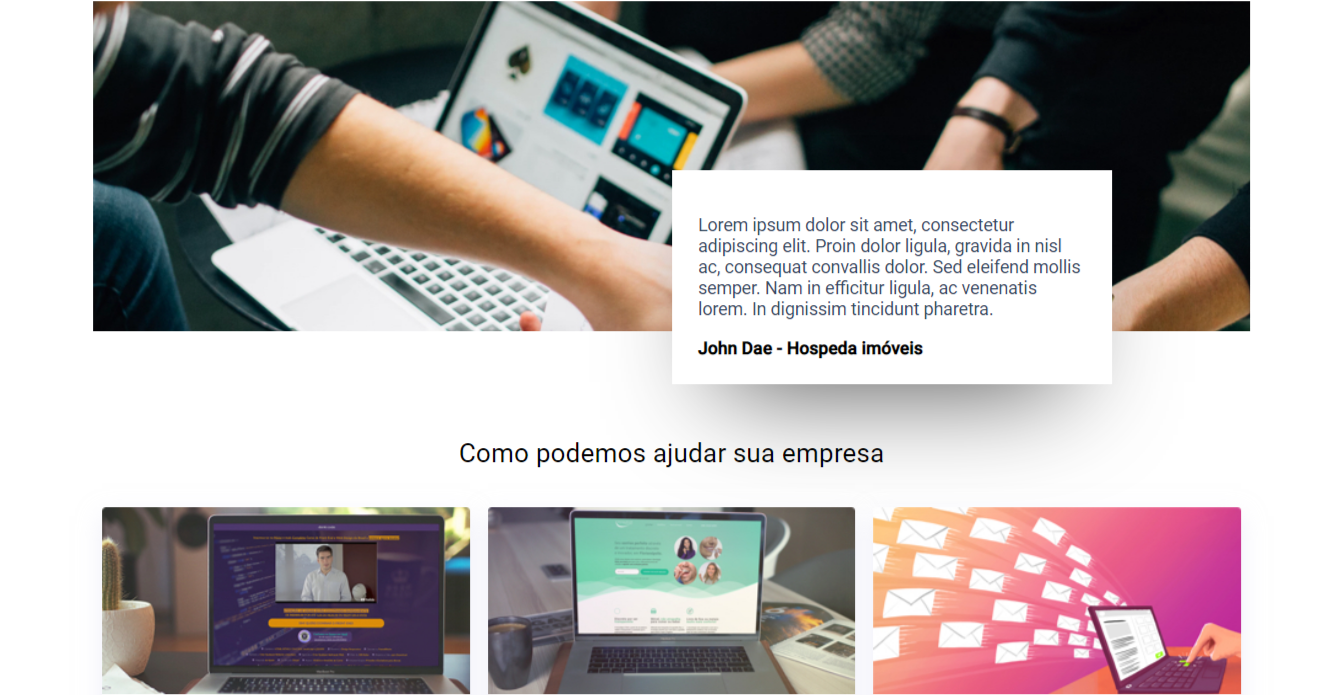 Lorem ipsum dolor sit amet, consectetur
adipiscing elit. Proin dolor ligula, gravida in nisl
ac, consequat convallis dolor. Sed eleifend mollis
semper. Nam in efficitur ligula, ac venenatis
lorem. In dignissim tincidunt pharetra.
John Dae - Hospeda imóveis
Como podemos ajudar sua empresa